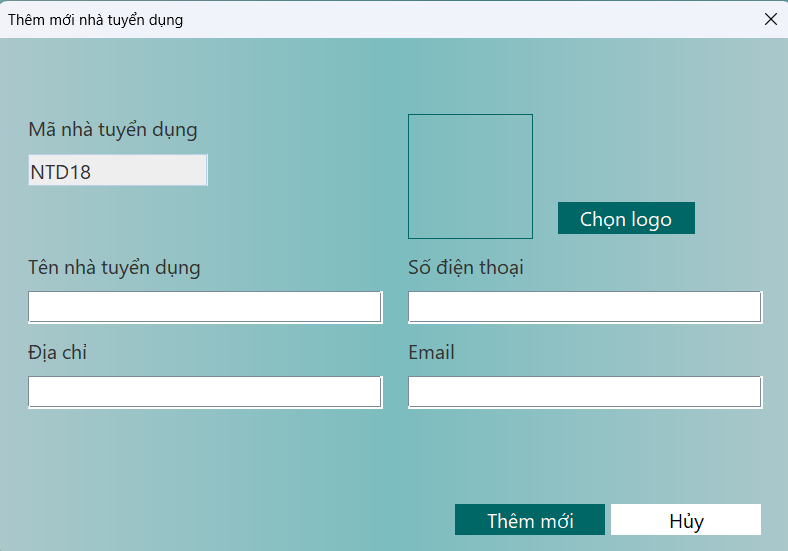 Thêm mới nhà tuyển dụng
Mã nhà tuyển dụng
NTD18
Chọn logo
Tên nhà tuyển dụng
Số điện thoại
Địa chỉ
Email
Thêm mới
Hủy